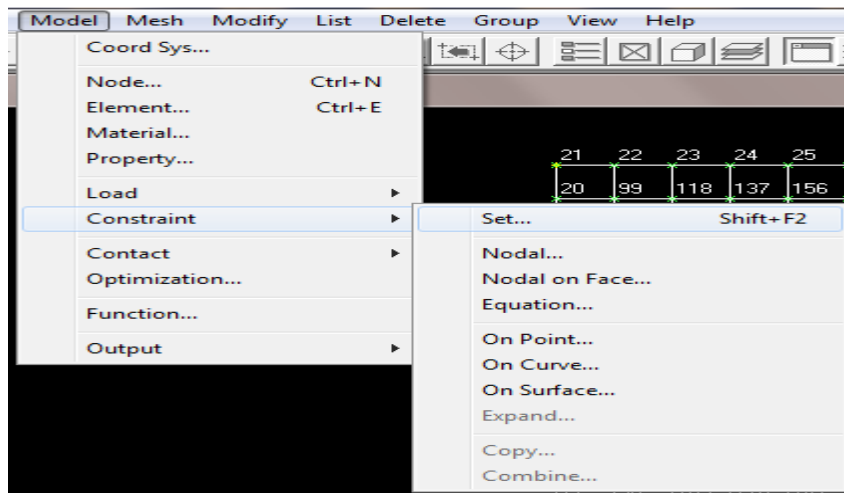 Model Mesh Modify List Delete Group View Help
Coord Sys...
Node... Ctrl+N
Element... Ctrl+E
Material...
Property...
Load
Constraint
Contact
Optimization...
Function...
Output
Set... Shift+F2
Nodal...
Nodal on Face...
Equation...
On Point...
On Curve...
On Surface...
Expand...
Copy...
Combine...
21 22 23 24 25
20 99 118 137 156